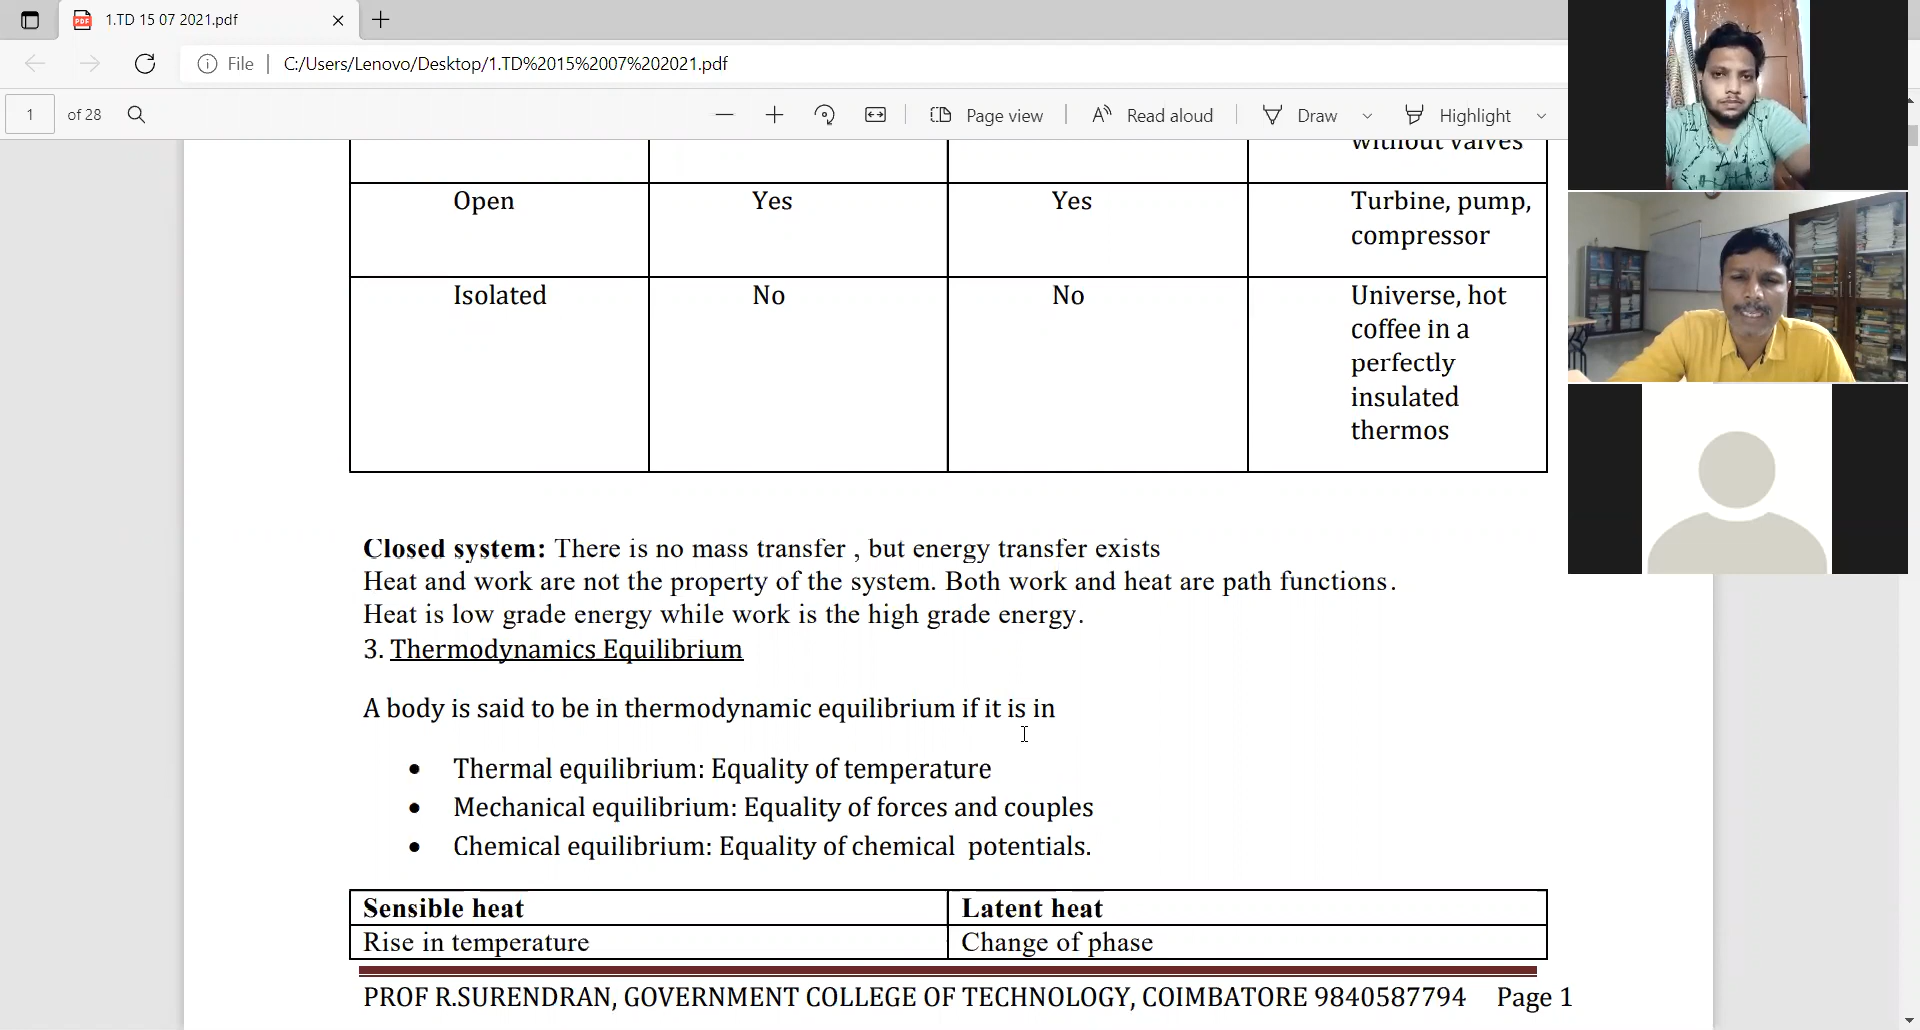 1.TD 15 07 2021.pdf
File
C:/Users/Lenovo/Desktop/1.TD%2015%2007%202021.pdf
1 of 28
Page view
Read aloud
Draw
Highlight
without valves
Open Yes Yes Turbine, pump,
compressor
Isolated No No Universe, hot
coffee in a
perfectly
insulated
thermos
Closed system: There is no mass transfer , but energy transfer exists
Heat and work are not the property of the system. Both work and heat are path functions.
Heat is low grade energy while work is the high grade energy.
3. Thermodynamics Equilibrium
A body is said to be in thermodynamic equilibrium if it is in
• Thermal equilibrium: Equality of temperature
• Mechanical equilibrium: Equality of forces and couples
• Chemical equilibrium: Equality of chemical potentials.
Sensible heat Latent heat
Rise in temperature Change of phase
PROF R.SURENDRAN, GOVERNMENT COLLEGE OF TECHNOLOGY, COIMBATORE 9840587794 Page 1